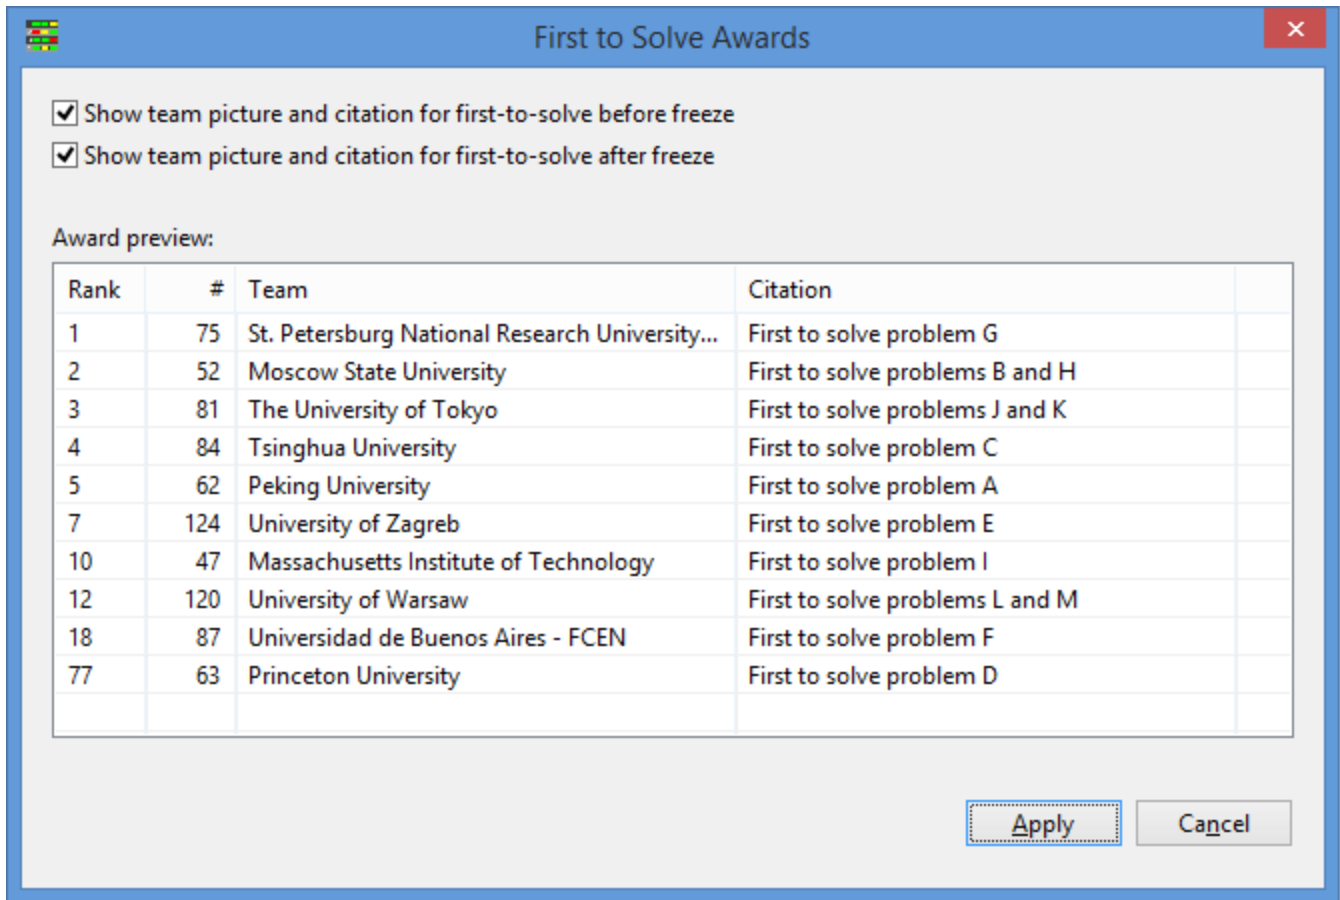 First to Solve Awards
Show team picture and citation for first-to-solve before freeze
Show team picture and citation for first-to-solve after freeze
Award preview:
Rank # Team Citation
1 75 St. Petersburg National Research University... First to solve problem G
2 52 Moscow State University First to solve problems B and H
3 81 The University of Tokyo First to solve problems J and K
4 84 Tsinghua University First to solve problem C
5 62 Peking University First to solve problem A
7 124 University of Zagreb First to solve problem E
10 47 Massachusetts Institute of Technology First to solve problem I
12 120 University of Warsaw First to solve problems L and M
18 87 Universidad de Buenos Aires - FCEN First to solve problem F
77 63 Princeton University First to solve problem D
Apply Cancel